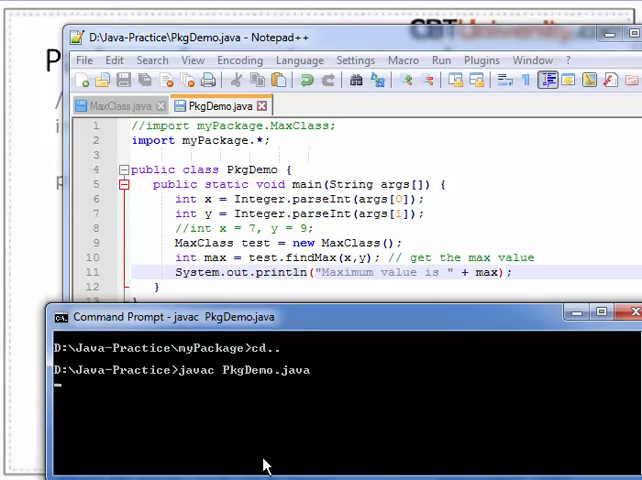 CBTUniversity.co
D:\Java-Practice\PkgDemo.java - Notepad++
File Edit Search View Encoding Language Settings Macro Run Plugins Window ?
MaxClass.java PkgDemo.java
1 //import myPackage.MaxClass;
2 import myPackage.*;
3
4 public class PkgDemo {
5 public static void main(String args[]) {
6 int x = Integer.parseInt(args[0]);
7 int y = Integer.parseInt(args[1]);
8 //int x = 7, y = 9;
9 MaxClass test = new MaxClass();
10 int max = test.findMax(x,y); // get the max value
11 System.out.println("Maximum value is " + max);
12 }
Command Prompt - javac PkgDemo.java
D:\Java-Practice\myPackage>cd..
D:\Java-Practice>javac PkgDemo.java